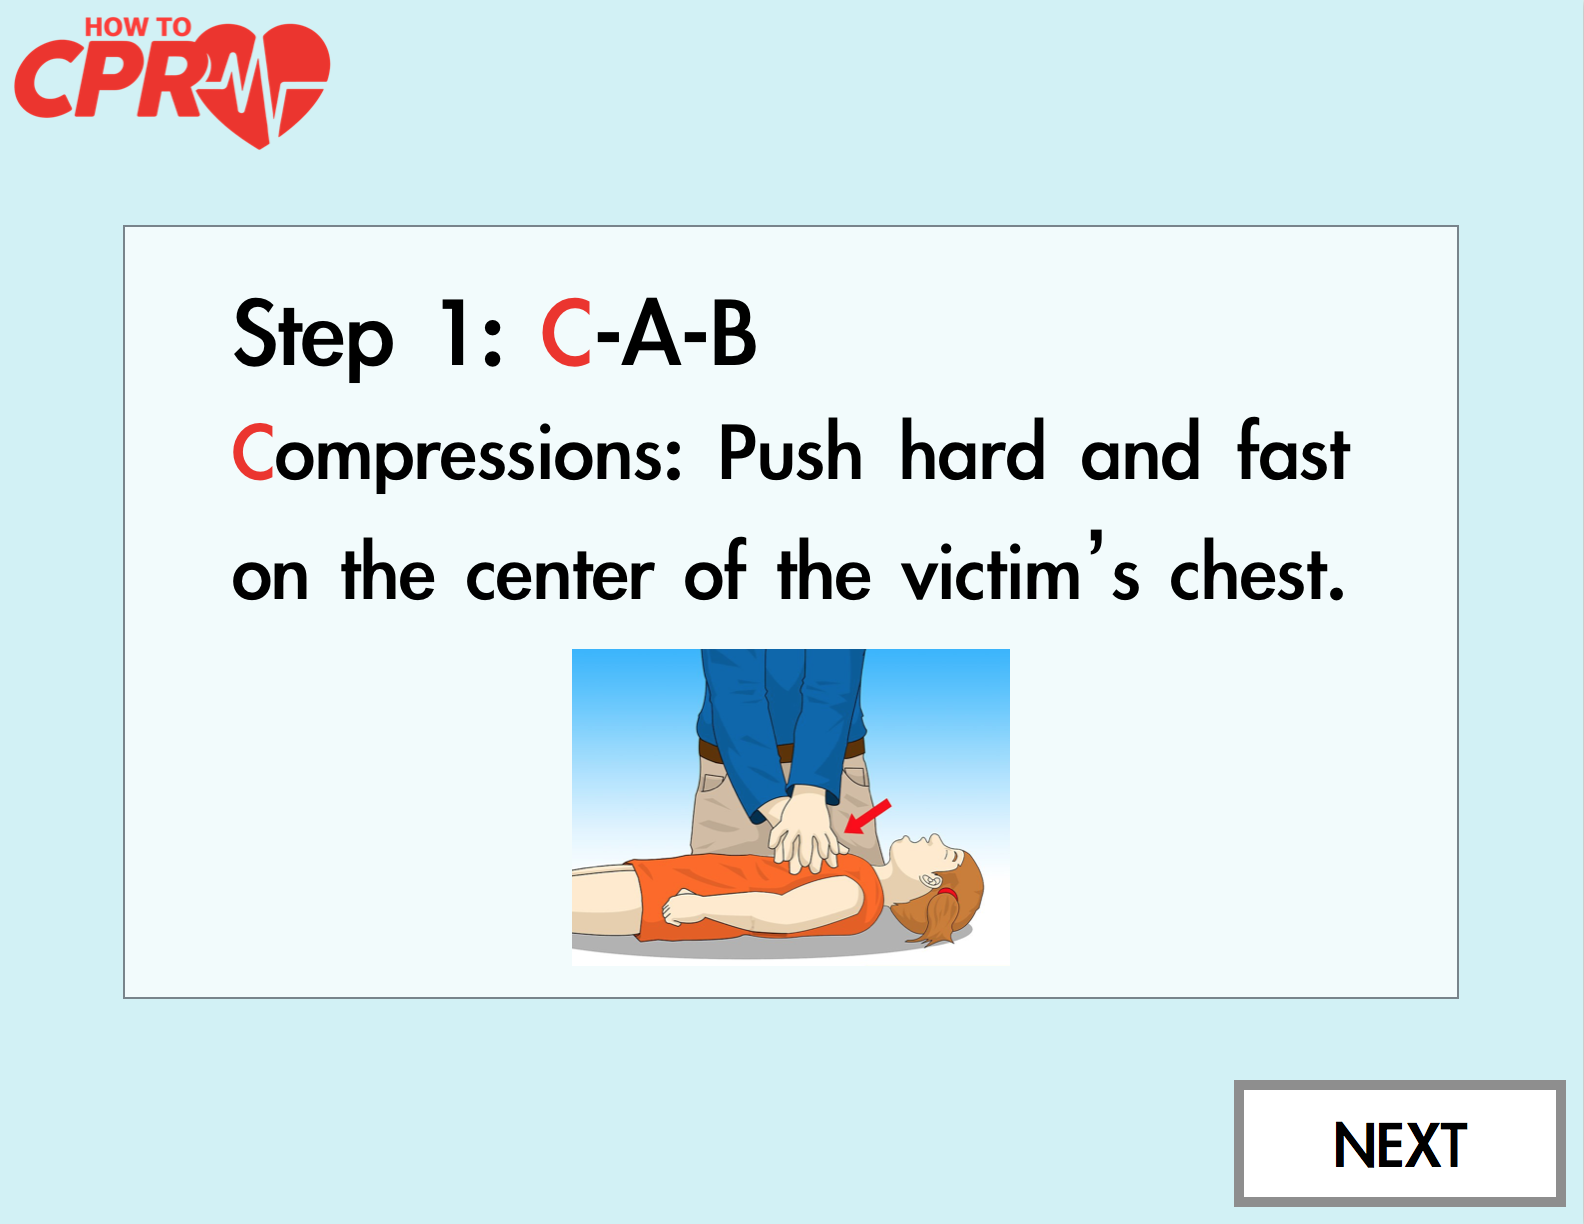 HOW TO
CPR
Step 1: C-A-B
Compressions: Push hard and fast
on the center of the victim's chest.
NEXT